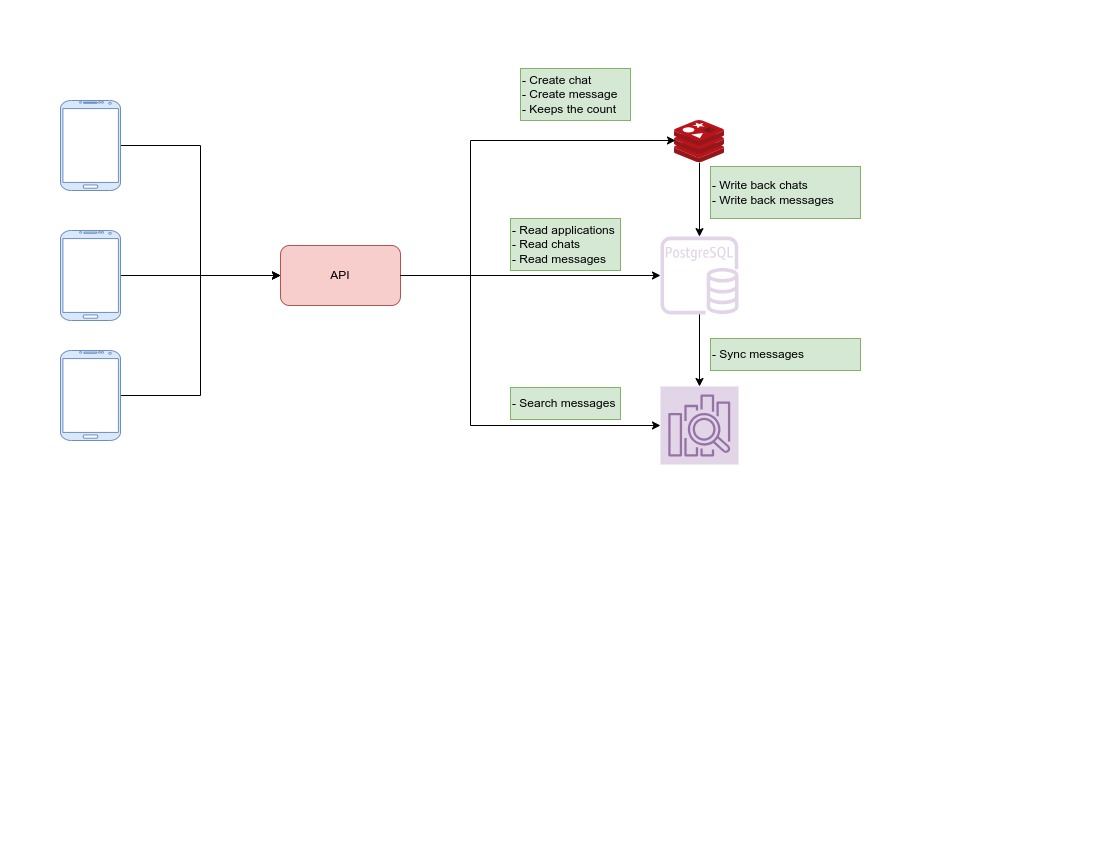 - Create chat
- Create message
- Keeps the count
- Write back chats
- Write back messages
- Read applications
- Read chats
- Read messages
PostgreSQL
API
- Sync messages
- Search messages